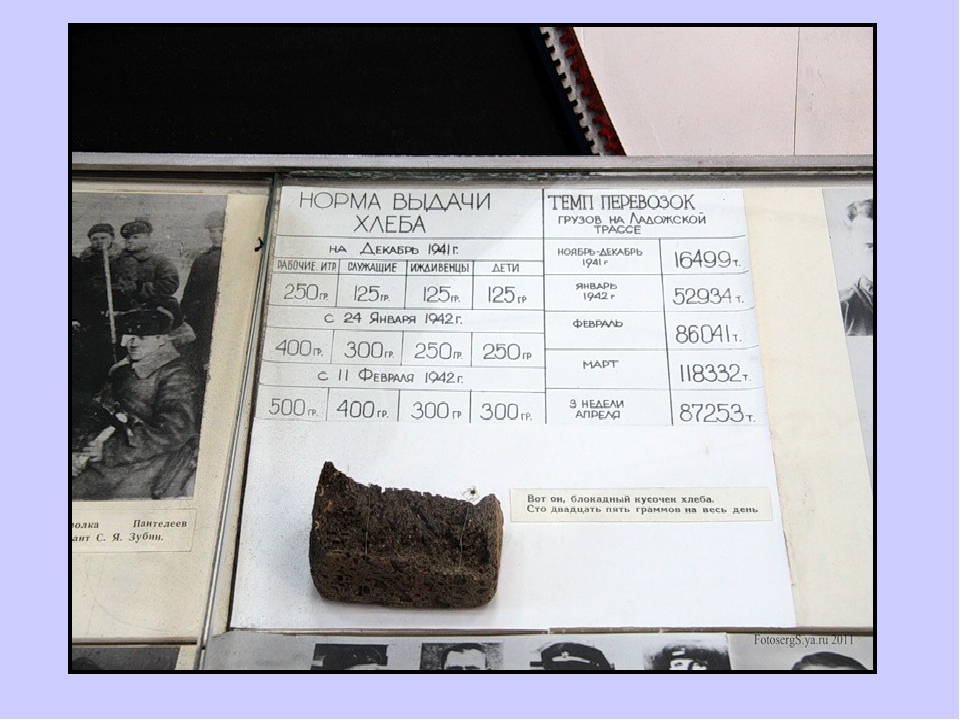 НОРМА ВЫДАЧИ
ХЛЕБА
НА ДЕКАБРЬ 1941 г.
РАБОЧИЕ. ИТР СЛУЖАЩИЕ ИЖДИВЕНЦЫ ДЕТИ
250 гр. 125 гр. 125 гр. 125 гр
С 24 ЯНВАРЯ 1942 г.
400 гр. 300 гр. 250 гр. 250 гр
С 11 ФЕВРАЛЯ 1942 г.
500 гр. 400 гр. 300 гр 300 гр.
ТЕМП ПЕРЕВОЗОК
ГРУЗОВ НА ЛАДОЖСКОЙ
ТРАССЕ
НОЯБРЬ-ДЕКАБРЬ
1941 г
16499 т.
ЯНВАРЬ
1942 г
52934 т.
ФЕВРАЛЬ
86041 т.
МАРТ
118332 т.
3 НЕДЕЛИ
АПРЕЛЯ
87253 т.
Вот он, блокадный кусочек хлеба.
Сто двадцать пять граммов на весь день
Пантелеев
С. Я. Зубин.
FotosergS.ya.ru 2011